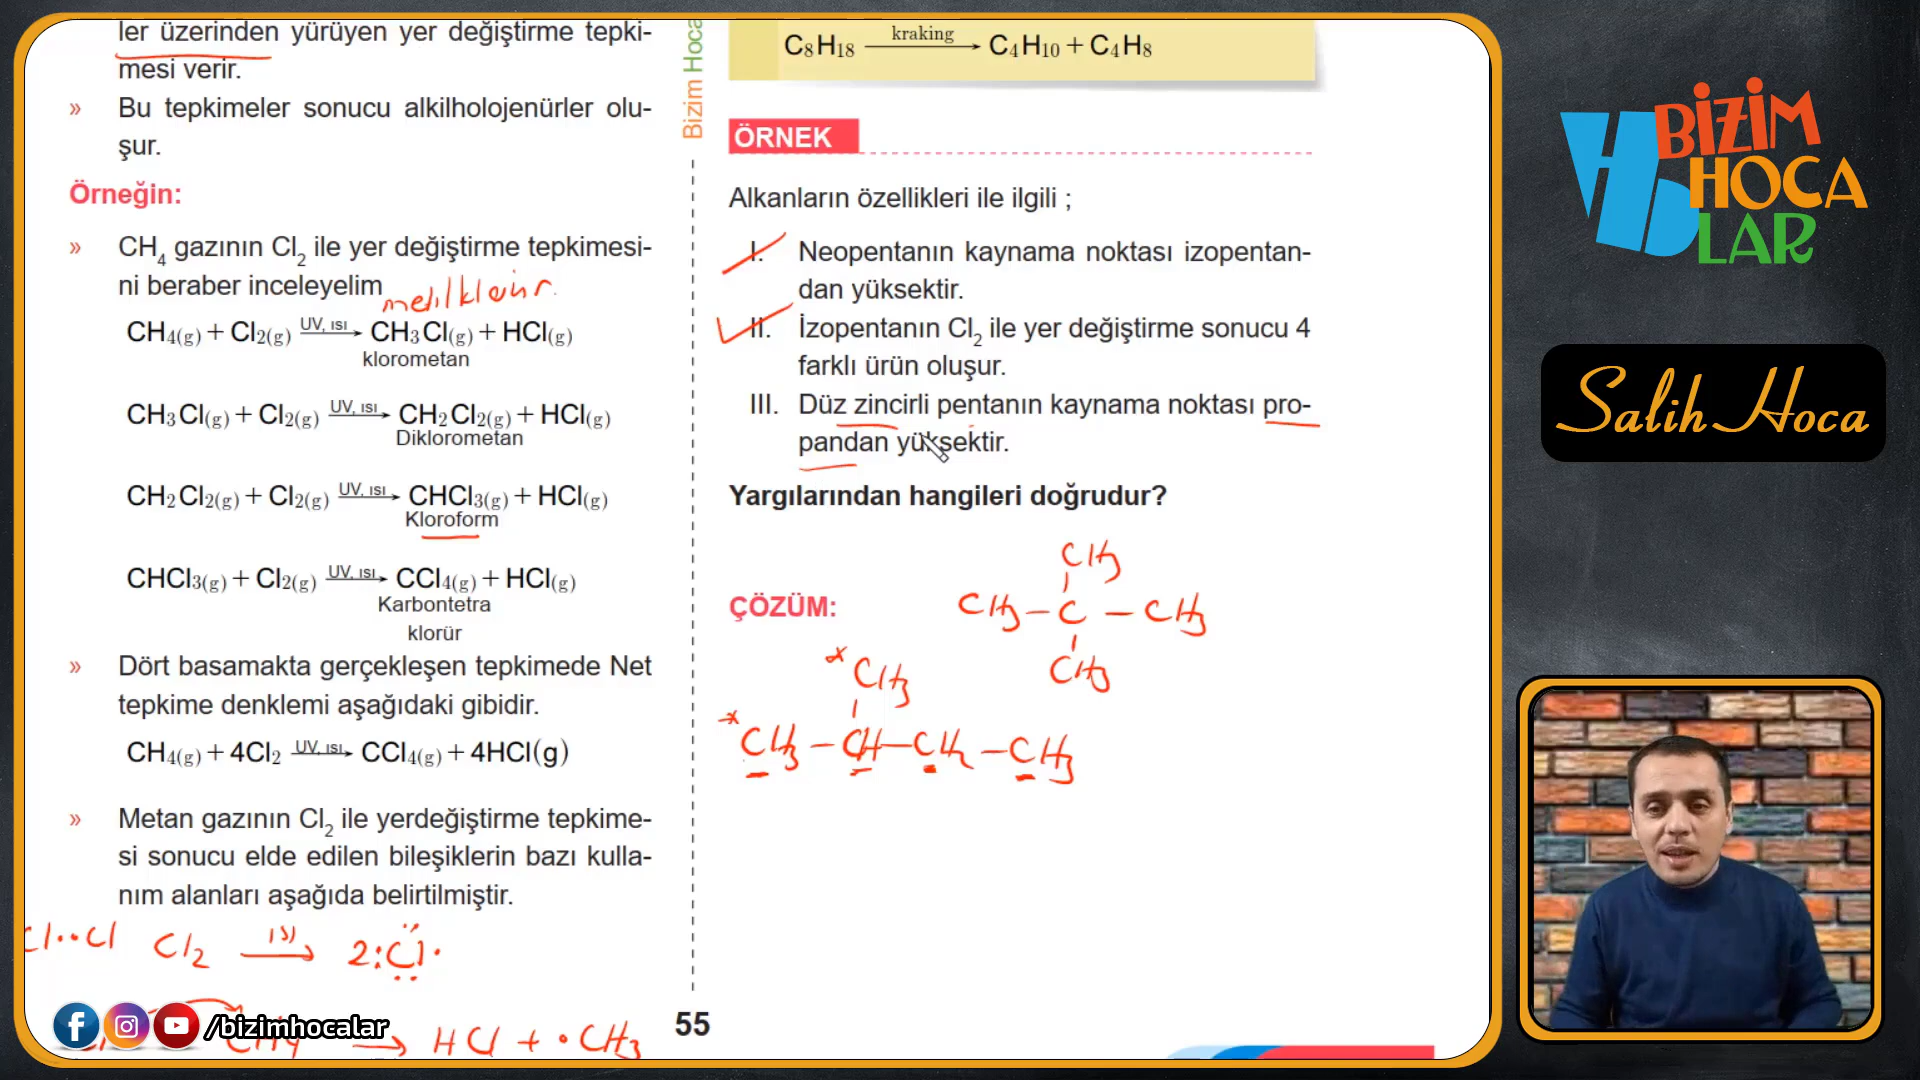 ler üzerinden yürüyen yer değiştirme tepki-
mesi verir.
» Bu tepkimeler sonucu alkilholojenürler olu-
şur.
Örneğin:
» CH4 gazının Cl2 ile yer değiştirme tepkimesi-
ni beraber inceleyelim
metilklorür
CH4(g) + Cl2(g) UV, ısı → CH3Cl(g) + HCl(g)
klorometan
CH3Cl(g) + Cl2(g) UV, ısı → CH2Cl2(g) + HCl(g)
Diklorometan
CH2Cl2(g) + Cl2(g) UV, ısı → CHCl3(g) + HCl(g)
Kloroform
CHCl3(g) + Cl2(g) UV, ısı → CCl4(g) + HCl(g)
Karbontetra
klorür
» Dört basamakta gerçekleşen tepkimede Net
tepkime denklemi aşağıdaki gibidir.
CH4(g) + 4Cl2 UV, ısı → CCl4(g) + 4HCl(g)
» Metan gazının Cl2 ile yerdeğiştirme tepkime-
si sonucu elde edilen bileşiklerin bazı kulla-
nım alanları aşağıda belirtilmiştir.
Cl··Cl Cl2 ısı → 2:Cl·
CH4 → HCl + ·CH3
/bizimhocalar
55
Bizim Hoca
C8H18 kraking → C4H10 + C4H8
ÖRNEK
Alkanların özellikleri ile ilgili ;
I. Neopentanın kaynama noktası izopentan-
dan yüksektir.
II. İzopentanın Cl2 ile yer değiştirme sonucu 4
farklı ürün oluşur.
III. Düz zincirli pentanın kaynama noktası pro-
pandan yüksektir.
Yargılarından hangileri doğrudur?
ÇÖZÜM:
CH3
CH3 – C – CH3
CH3
* CH3
* CH3 – CH – CH2 – CH3
BİZİM
HOCA
LAR
Salih Hoca